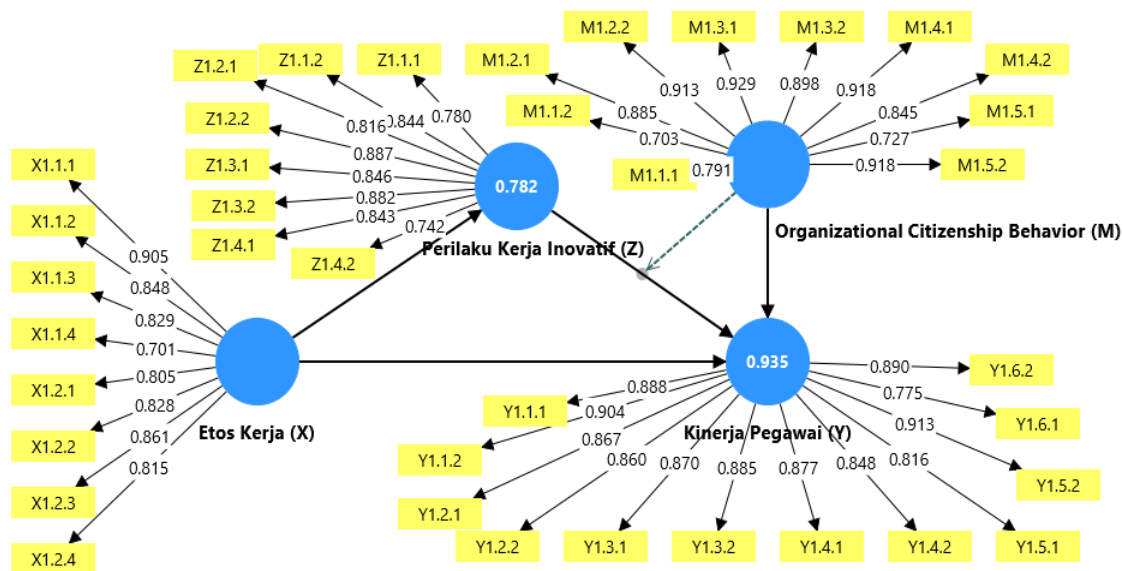 M1.2.2
M1.3.1
M1.3.2
M1.4.1
Z1.2.1
Z1.1.2
Z1.1.1
M1.2.1
M1.4.2
0.913
0.929
0.898
0.918
Z1.2.2
0.816
0.844
0.780
M1.1.2
0.885
0.845
M1.5.1
0.703
0.727
Z1.3.1
0.887
M1.1.1
0.791
0.918
M1.5.2
X1.1.1
0.846
0.782
Z1.3.2
0.882
0.843
X1.1.2
Z1.4.1
0.742
Organizational Citizenship Behavior (M)
Z1.4.2
Perilaku Kerja Inovatif (Z)
0.905
X1.1.3
0.848
0.829
X1.1.4
0.701
0.935
0.890
Y1.6.2
X1.2.1
0.805
0.888
0.775
0.828
Y1.1.1
0.904
0.913
Y1.6.1
X1.2.2
0.861
Etos Kerja (X)
0.867
Kinerja Pegawai (Y)
0.815
Y1.1.2
0.860
0.870
0.885
0.877
0.848
0.816
Y1.5.2
X1.2.3
Y1.2.1
X1.2.4
Y1.2.2
Y1.3.1
Y1.3.2
Y1.4.1
Y1.4.2
Y1.5.1